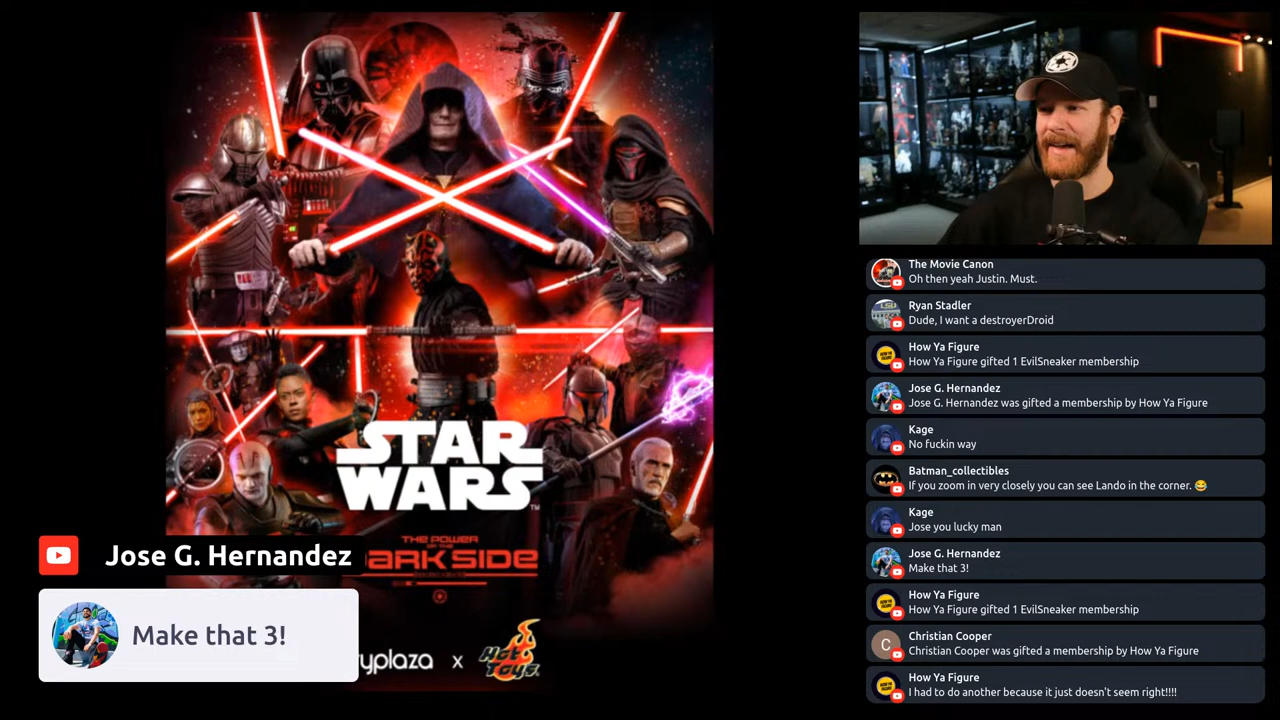 STAR
WARS
TM
THE POWER
OF THE
DARK SIDE
ryplaza x HOT TOYS
Jose G. Hernandez
Make that 3!
The Movie Canon
Oh then yeah Justin. Must.
Ryan Stadler
Dude, I want a destroyerDroid
How Ya Figure
How Ya Figure gifted 1 EvilSneaker membership
Jose G. Hernandez
Jose G. Hernandez was gifted a membership by How Ya Figure
Kage
No fuckin way
Batman_collectibles
If you zoom in very closely you can see Lando in the corner. 😂
Kage
Jose you lucky man
Jose G. Hernandez
Make that 3!
How Ya Figure
How Ya Figure gifted 1 EvilSneaker membership
C
Christian Cooper
Christian Cooper was gifted a membership by How Ya Figure
How Ya Figure
I had to do another because it just doesn't seem right!!!!